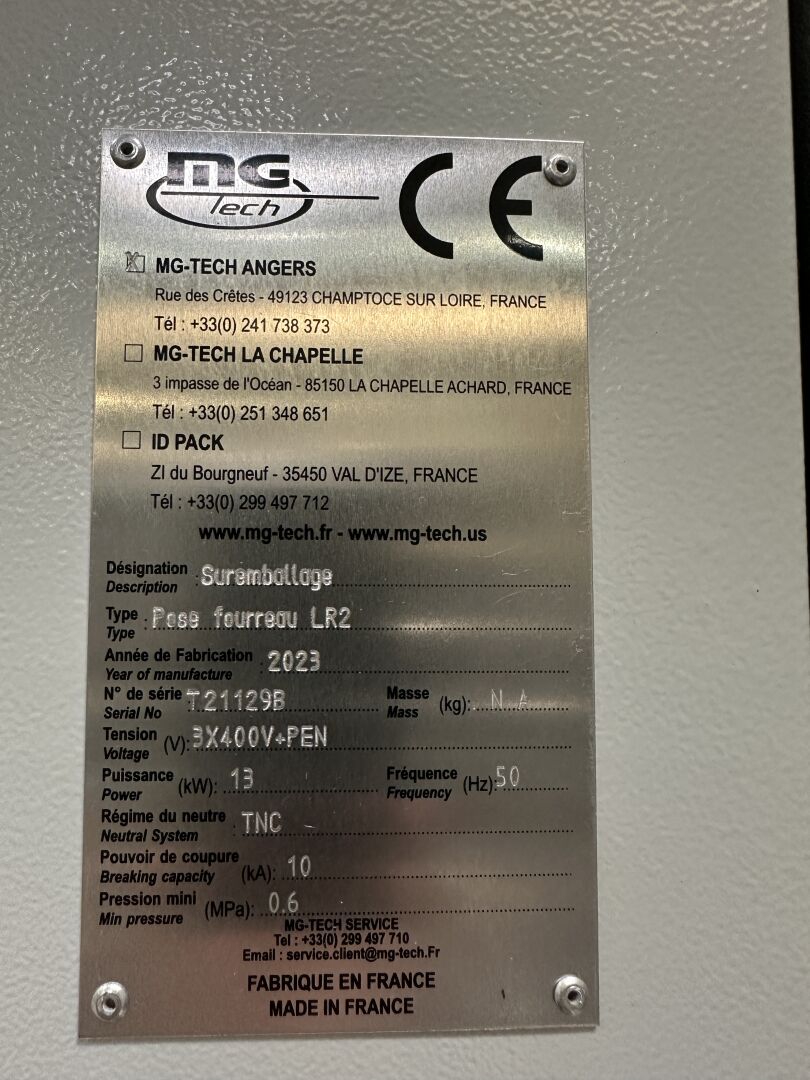 MG
Tech
CE
MG-TECH ANGERS
Rue des Crêtes - 49123 CHAMPTOCE SUR LOIRE, FRANCE
Tél : +33(0) 241 738 373
MG-TECH LA CHAPELLE
3 impasse de l'Océan - 85150 LA CHAPELLE ACHARD, FRANCE
Tél : +33(0) 251 348 651
ID PACK
ZI du Bourgneuf - 35450 VAL D'IZE, FRANCE
Tél : +33(0) 299 497 712
www.mg-tech.fr - www.mg-tech.us
Désignation
Description : Suremballage
Type : Pose fourreau LR2
Type
Année de Fabrication : 2023
Year of manufacture
N° de série T21129B Masse (kg): N.A
Serial No Mass
Tension (V): 3X400V+PEN
Voltage
Puissance (kW): 13 Fréquence (Hz): 50
Power Frequency
Régime du neutre : TNC
Neutral System
Pouvoir de coupure (kA): 10
Breaking capacity
Pression mini (MPa): 0.6
Min pressure
MG-TECH SERVICE
Tel : +33(0) 299 497 710
Email : service.client@mg-tech.Fr
FABRIQUE EN FRANCE
MADE IN FRANCE